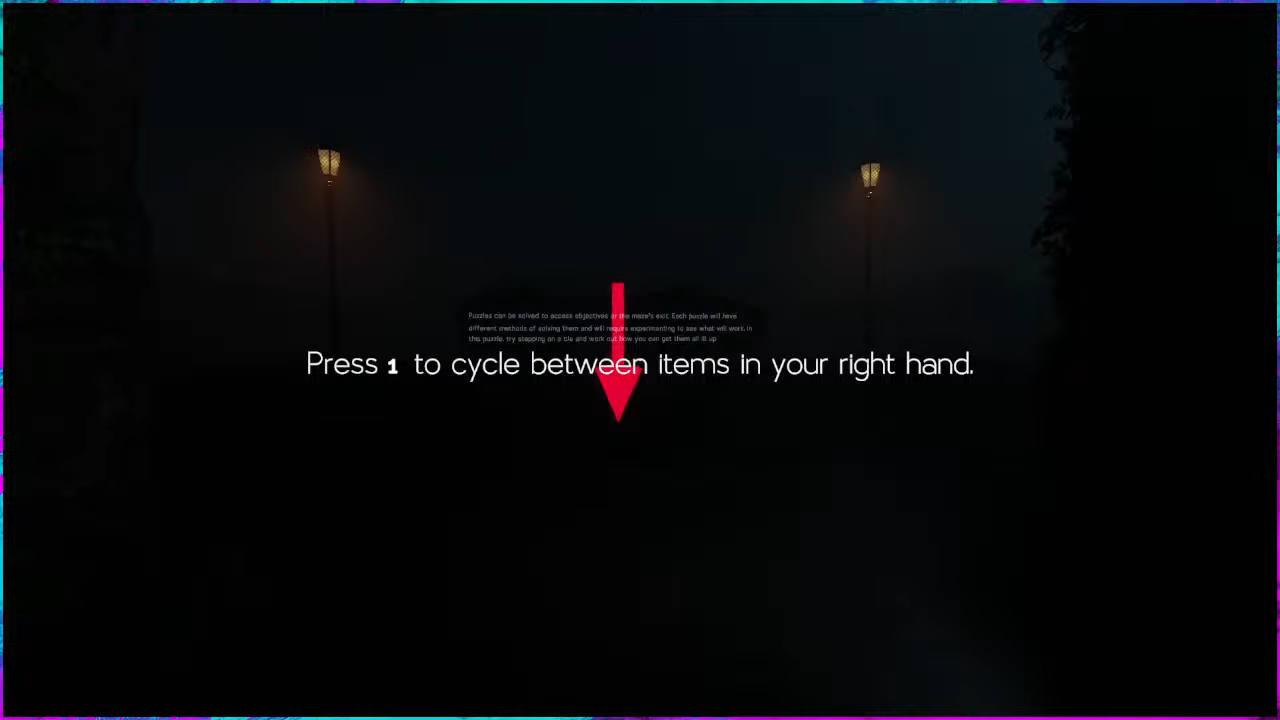 Puzzles can be solved to access objectives or the maze's exit. Each puzzle will have
different methods of solving them and will require experimenting to see what will work. In
this puzzle, try stepping on a tile and work out how you can get them all lit up
Press 1 to cycle between items in your right hand.